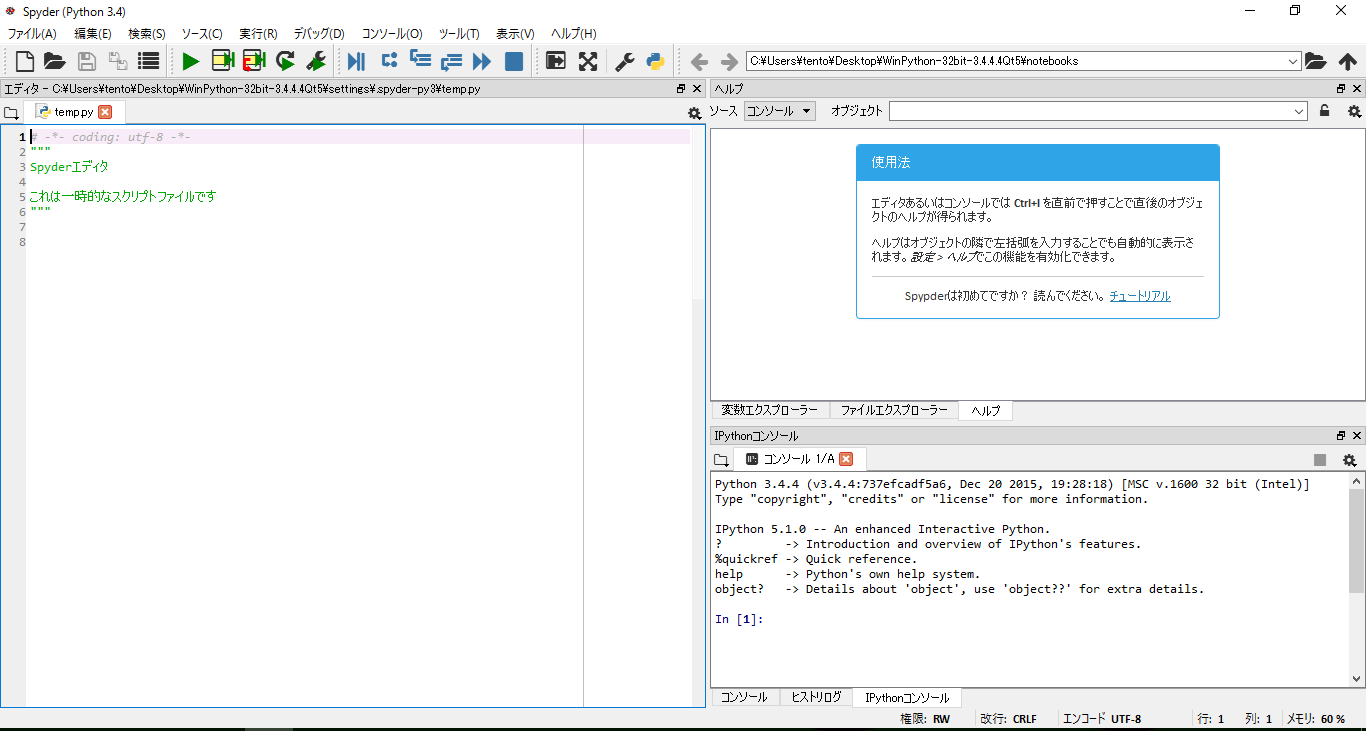 Spyder (Python 3.4)
ファイル(A) 編集(E) 検索(S) ソース(C) 実行(R) デバッグ(D) コンソール(O) ツール(T) 表示(V) ヘルプ(H)
C:¥Users¥tento¥Desktop¥WinPython-32bit-3.4.4.4Qt5¥notebooks
エディタ - C:¥Users¥tento¥Desktop¥WinPython-32bit-3.4.4.4Qt5¥settings¥.spyder-py3¥temp.py
temp.py
1 # -*- coding: utf-8 -*-
2 """
3 Spyderエディタ
4
5 これは一時的なスクリプトファイルです
6 """
7
8
ヘルプ
ソース コンソール オブジェクト
使用法
エディタあるいはコンソールでは Ctrl+I を直前で押すことで直後のオブジェ
クトのヘルプが得られます。
ヘルプはオブジェクトの隣で左括弧を入力することでも自動的に表示さ
れます。設定 > ヘルプでこの機能を有効化できます。
Spypderは初めてですか？ 読んでください。 チュートリアル
変数エクスプローラー ファイルエクスプローラー ヘルプ
IPythonコンソール
コンソール 1/A
Python 3.4.4 (v3.4.4:737efcadf5a6, Dec 20 2015, 19:28:18) [MSC v.1600 32 bit (Intel)]
Type "copyright", "credits" or "license" for more information.
IPython 5.1.0 -- An enhanced Interactive Python.
? -> Introduction and overview of IPython's features.
%quickref -> Quick reference.
help -> Python's own help system.
object? -> Details about 'object', use 'object??' for extra details.
In [1]:
コンソール ヒストリログ IPythonコンソール
権限: RW 改行: CRLF エンコード UTF-8 行: 1 列: 1 メモリ: 60 %